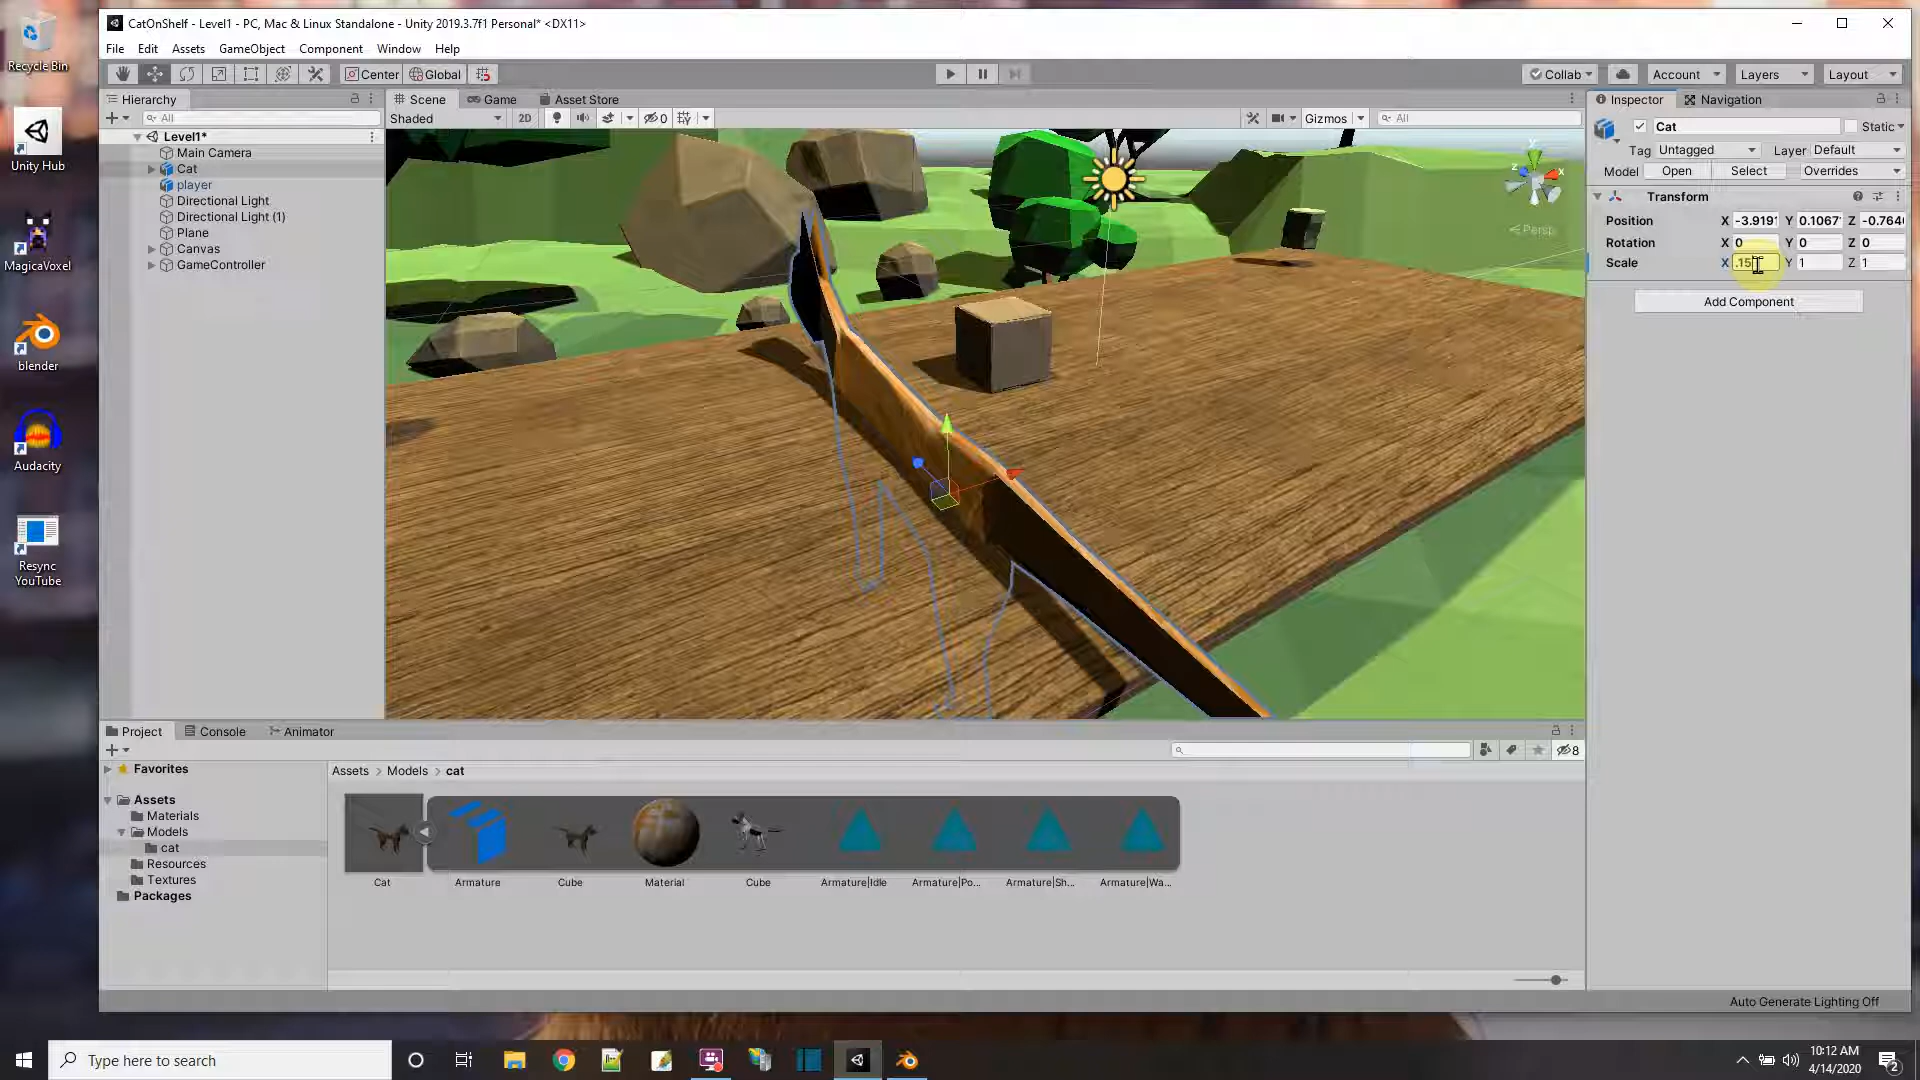 CatOnShelf - Level1 - PC, Mac & Linux Standalone - Unity 2019.3.7f1 Personal* <DX11>
File Edit Assets GameObject Component Window Help
Center Global
Collab Account Layers Layout
Hierarchy
All
Scene Game Asset Store
Inspector Navigation
Shaded 2D 0 Gizmos All
Level1*
Main Camera
Cat
player
Directional Light
Directional Light (1)
Plane
Canvas
GameController
Cat Static
Tag Untagged Layer Default
Model Open Select Overrides
Transform
Position X -3.9191 Y 0.1067 Z
Rotation X 0 Y 0 Z 0
Scale X .15 Y 1 Z 1
Add Component
y
z x
Persp
Project Console Animator
8
Favorites
Assets
Materials
Models
cat
Resources
Textures
Packages
Assets > Models > cat
Cat Armature Cube Material Cube Armature|Idle Armature|Po... Armature|Sh... Armature|Wa...
Auto Generate Lighting Off
Recycle Bin
Unity Hub
MagicaVoxel
blender
Audacity
Resync
YouTube
Type here to search
10:12 AM
4/14/2020
2